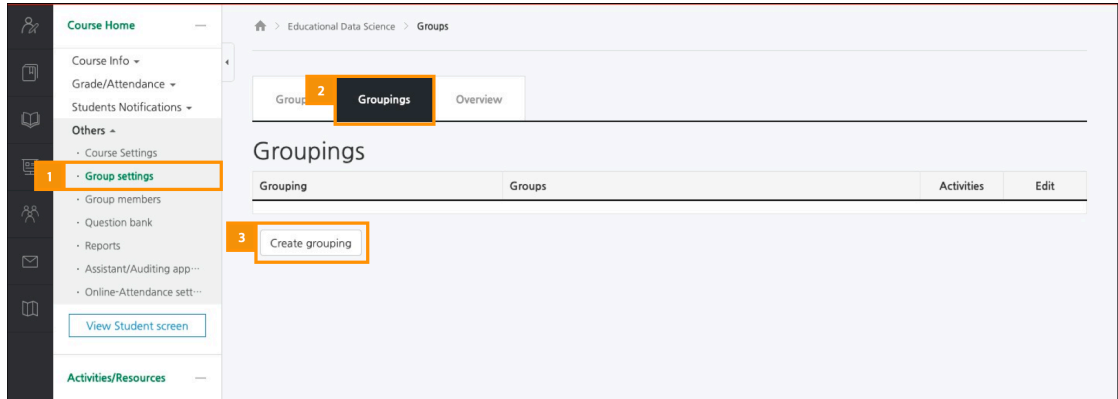 Course Home
Educational Data Science > Groups
Course Info
Grade/Attendance
Students Notifications
Others
· Course Settings
1 · Group settings
· Group members
· Question bank
· Reports
· Assistant/Auditing app···
· Online-Attendance sett···
View Student screen
Activities/Resources
Group 2 Groupings Overview
Groupings
Grouping Groups Activities Edit
3 Create grouping